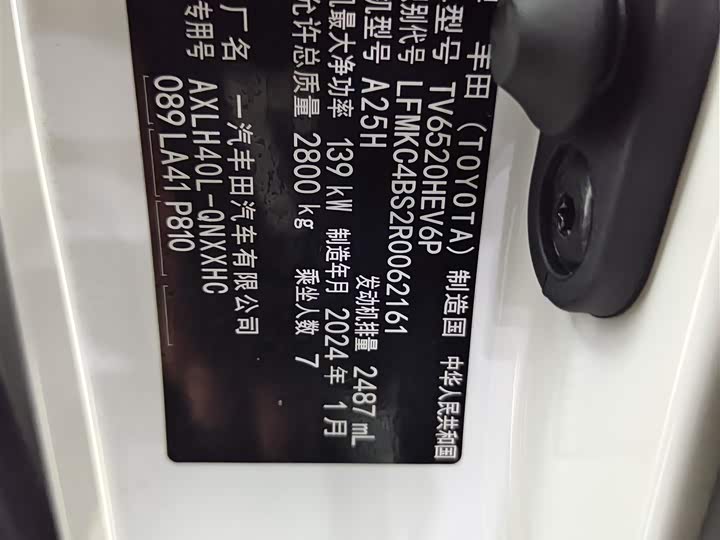 丰田 (TOYOTA) 制造国 中华人民共和国
型号 TV6520HEV6P
别代号 LFMKC4BS2R0062161
机型号 A25H 发动机排量 2487 mL
机最大净功率 139 kW 制造年月 2024年 1月
允许总质量 2800 kg 乘坐人数 7
厂名 一汽丰田汽车有限公司
专用号 AXLH40L-QNXXHC
089 LA41 P810